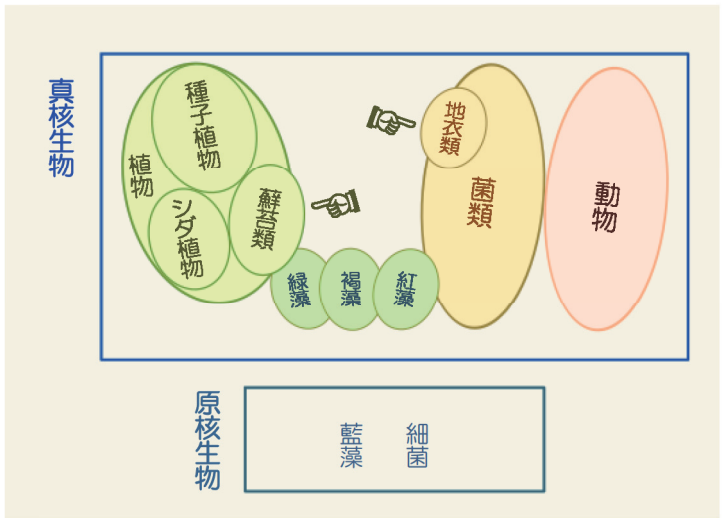 真核生物
種子植物
植物
蘚苔類
シダ植物
緑藻
褐藻
紅藻
地衣類
菌類
動物
原核生物
藍藻
細菌